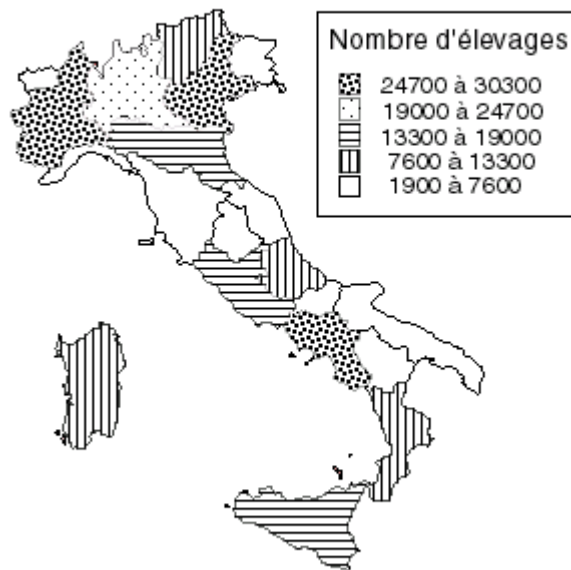 Nombre d'élevages
24700 à 30300
19000 à 24700
13300 à 19000
7600 à 13300
1900 à 7600